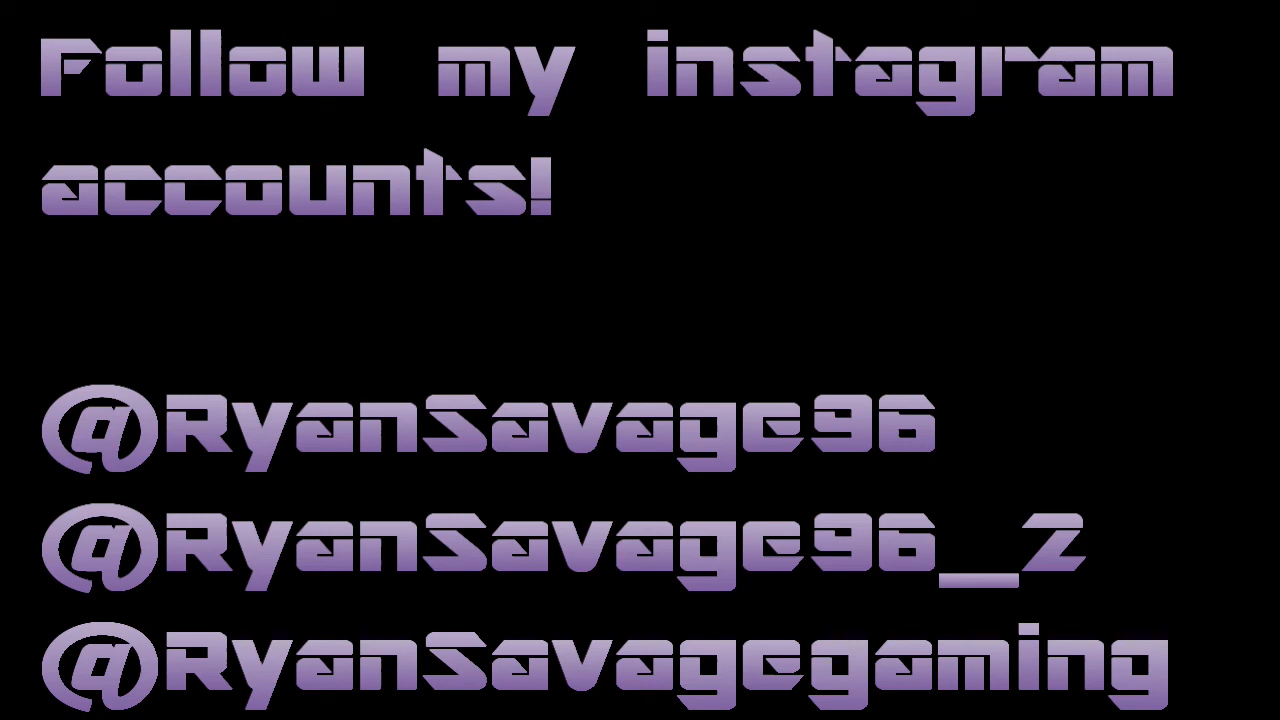 Follow my instagram
accounts!
@RyanSavage96
@RyanSavage96_2
@RyanSavagegaming